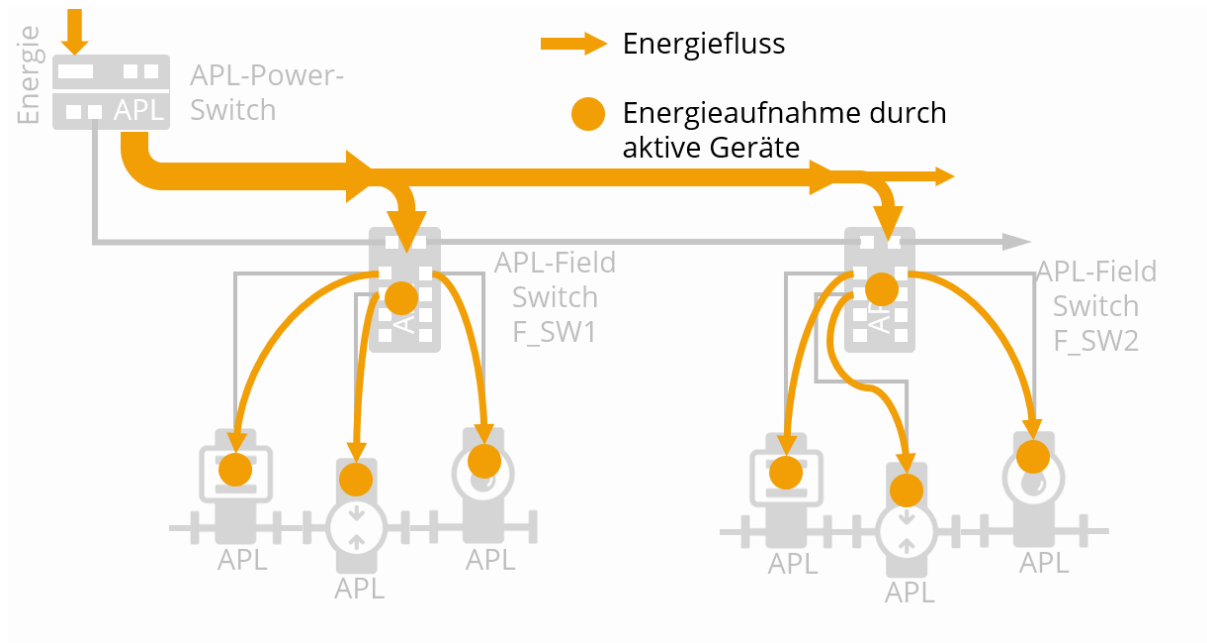 Energie
APL-Power-
Switch
APL
Energiefluss
Energieaufnahme durch
aktive Geräte
APL-Field
Switch
F_SW1
APL-Field
Switch
F_SW2
APL
APL
APL
APL
APL
APL